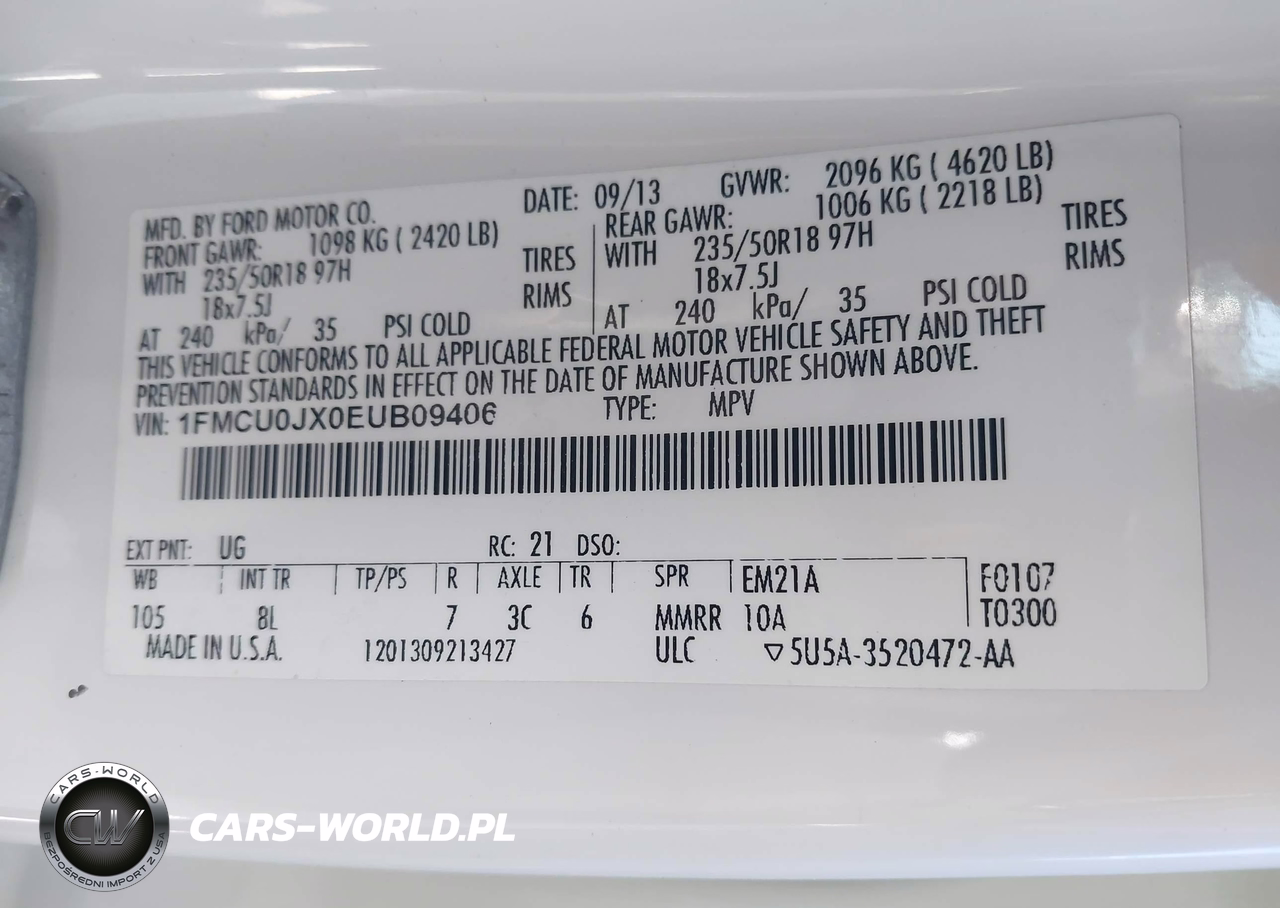 MFD. BY FORD MOTOR CO. DATE: 09/13 GVWR: 2096 KG ( 4620 LB)
FRONT GAWR: 1098 KG ( 2420 LB) REAR GAWR: 1006 KG ( 2218 LB)
WITH 235/50R18 97H TIRES WITH 235/50R18 97H TIRES
18x7.5J RIMS 18x7.5J RIMS
AT 240 kPa/ 35 PSI COLD AT 240 kPa/ 35 PSI COLD
THIS VEHICLE CONFORMS TO ALL APPLICABLE FEDERAL MOTOR VEHICLE SAFETY AND THEFT
PREVENTION STANDARDS IN EFFECT ON THE DATE OF MANUFACTURE SHOWN ABOVE.
VIN: 1FMCU0JX0EUB09406 TYPE: MPV
EXT PNT: UG RC: 21 DSO:
WB INT TR TP/PS R AXLE TR SPR EM21A F0107
105 8L 7 3C 6 MMRR 10A T0300
MADE IN U.S.A. 1201309213427 ULC ▽5U5A-3520472-AA
CARS-WORLD
CW
BEZPOŚREDNI IMPORT Z USA
CARS-WORLD.PL